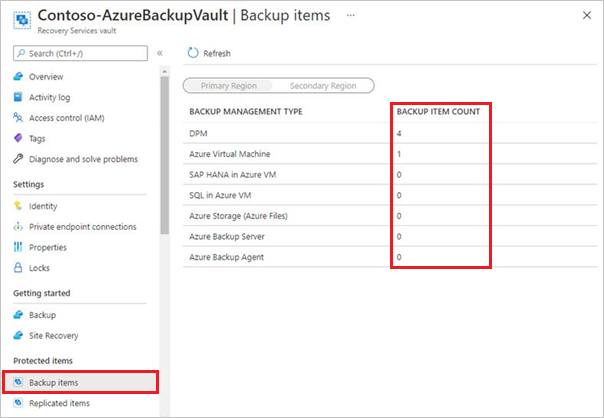 Contoso-AzureBackupVault | Backup items ...
Recovery Services vault
Search (Ctrl+/)
«
Overview
Activity log
Access control (IAM)
Tags
Diagnose and solve problems
Settings
Identity
Private endpoint connections
Properties
Locks
Getting started
Backup
Site Recovery
Protected items
Backup items
Replicated items
Refresh
Primary Region Secondary Region
BACKUP MANAGEMENT TYPE BACKUP ITEM COUNT
DPM 4
Azure Virtual Machine 1
SAP HANA in Azure VM 0
SQL in Azure VM 0
Azure Storage (Azure Files) 0
Azure Backup Server 0
Azure Backup Agent 0